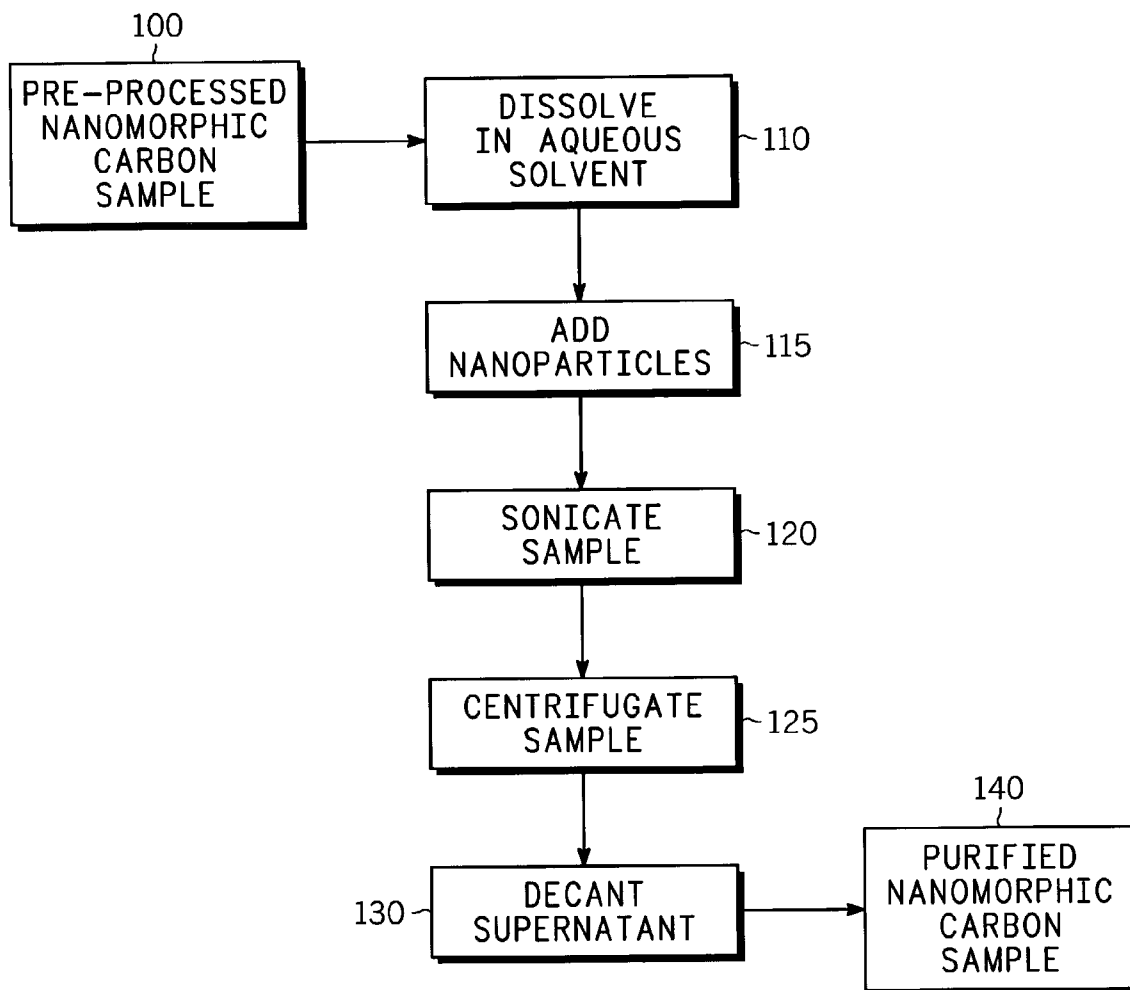 100
PRE-PROCESSED
NANOMORPHIC
CARBON
SAMPLE
DISSOLVE
IN AQUEOUS
SOLVENT
110
ADD
NANOPARTICLES
115
SONICATE
SAMPLE
120
CENTRIFUGATE
SAMPLE
125
130
DECANT
SUPERNATANT
140
PURIFIED
NANOMORPHIC
CARBON
SAMPLE